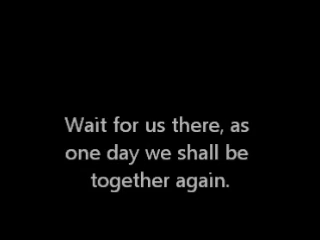 Wait for us there, as
one day we shall be
together again.